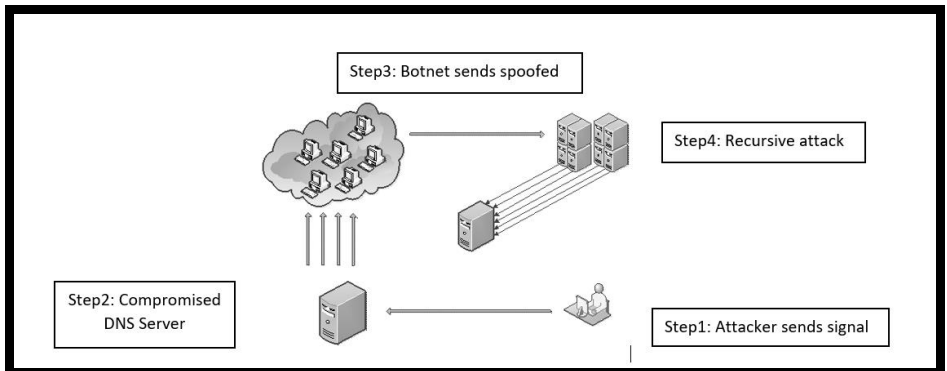 Step3: Botnet sends spoofed
Step4: Recursive attack
Step2: Compromised
DNS Server
Step1: Attacker sends signal